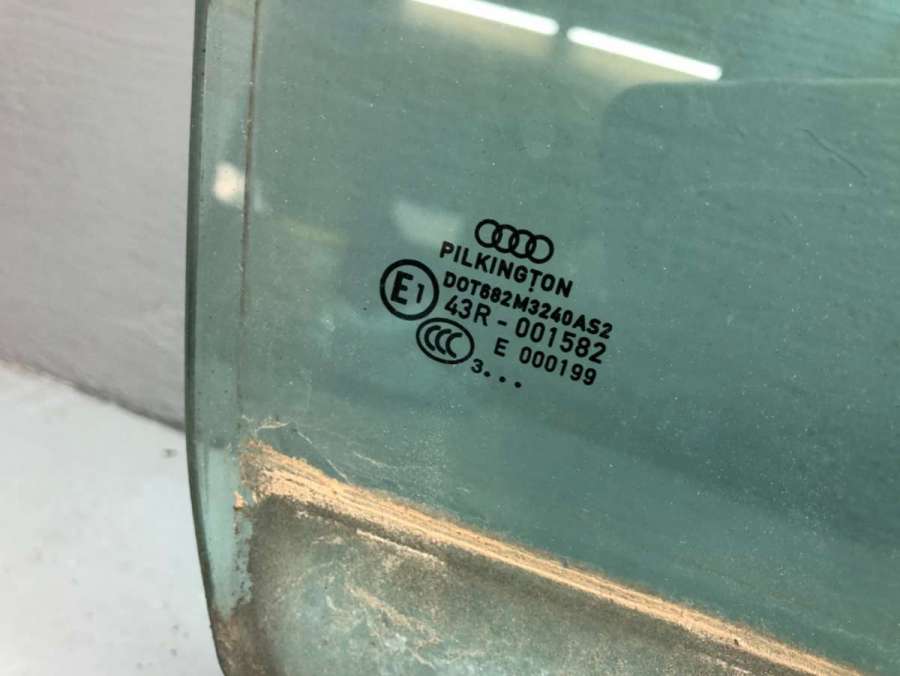 PILKINGTON
E1 DOT682M3240AS2
43R - 001582
CCC E 000199
3...